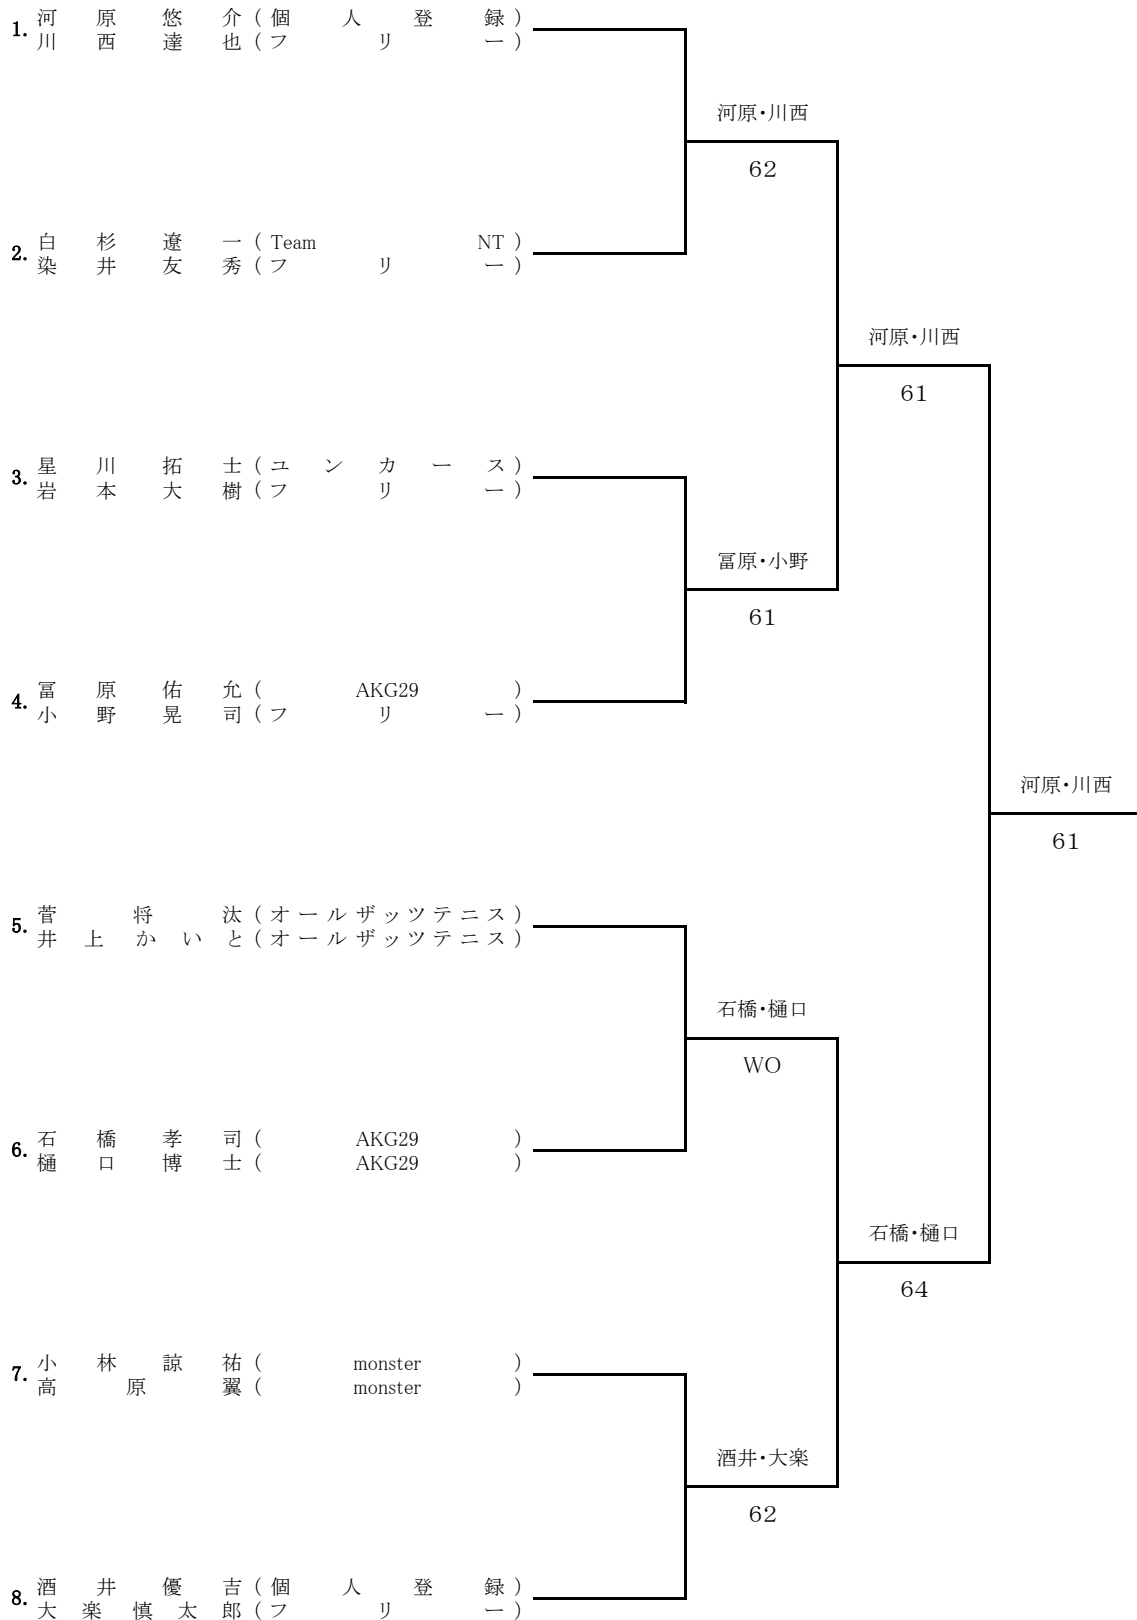 1. 河原悠介(個人登録)
川西達也(フリー)
河原・川西
62
2. 白杉遼一(Team NT)
染井友秀(フリー)
河原・川西
61
3. 星川拓士(ユンカース)
岩本大樹(フリー)
冨原・小野
61
4. 冨原佑允(AKG29)
小野晃司(フリー)
河原・川西
61
5. 菅将汰(オールザッツテニス)
井上かいと(オールザッツテニス)
石橋・樋口
WO
6. 石橋孝司(AKG29)
樋口博士(AKG29)
石橋・樋口
64
7. 小林諒祐(monster)
高原翼(monster)
酒井・大楽
62
8. 酒井優吉(個人登録)
大楽慎太郎(フリー)